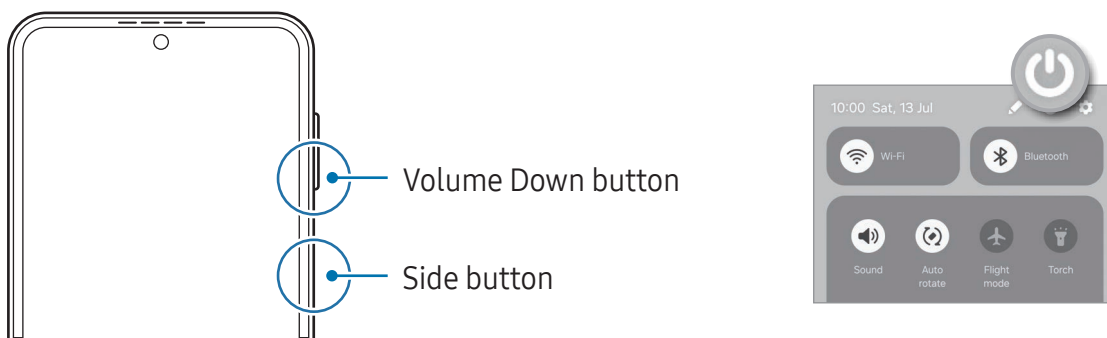 Volume Down button
Side button
10:00 Sat, 13 Jul
Wi-Fi
Bluetooth
Sound
Auto
rotate
Flight
mode
Torch